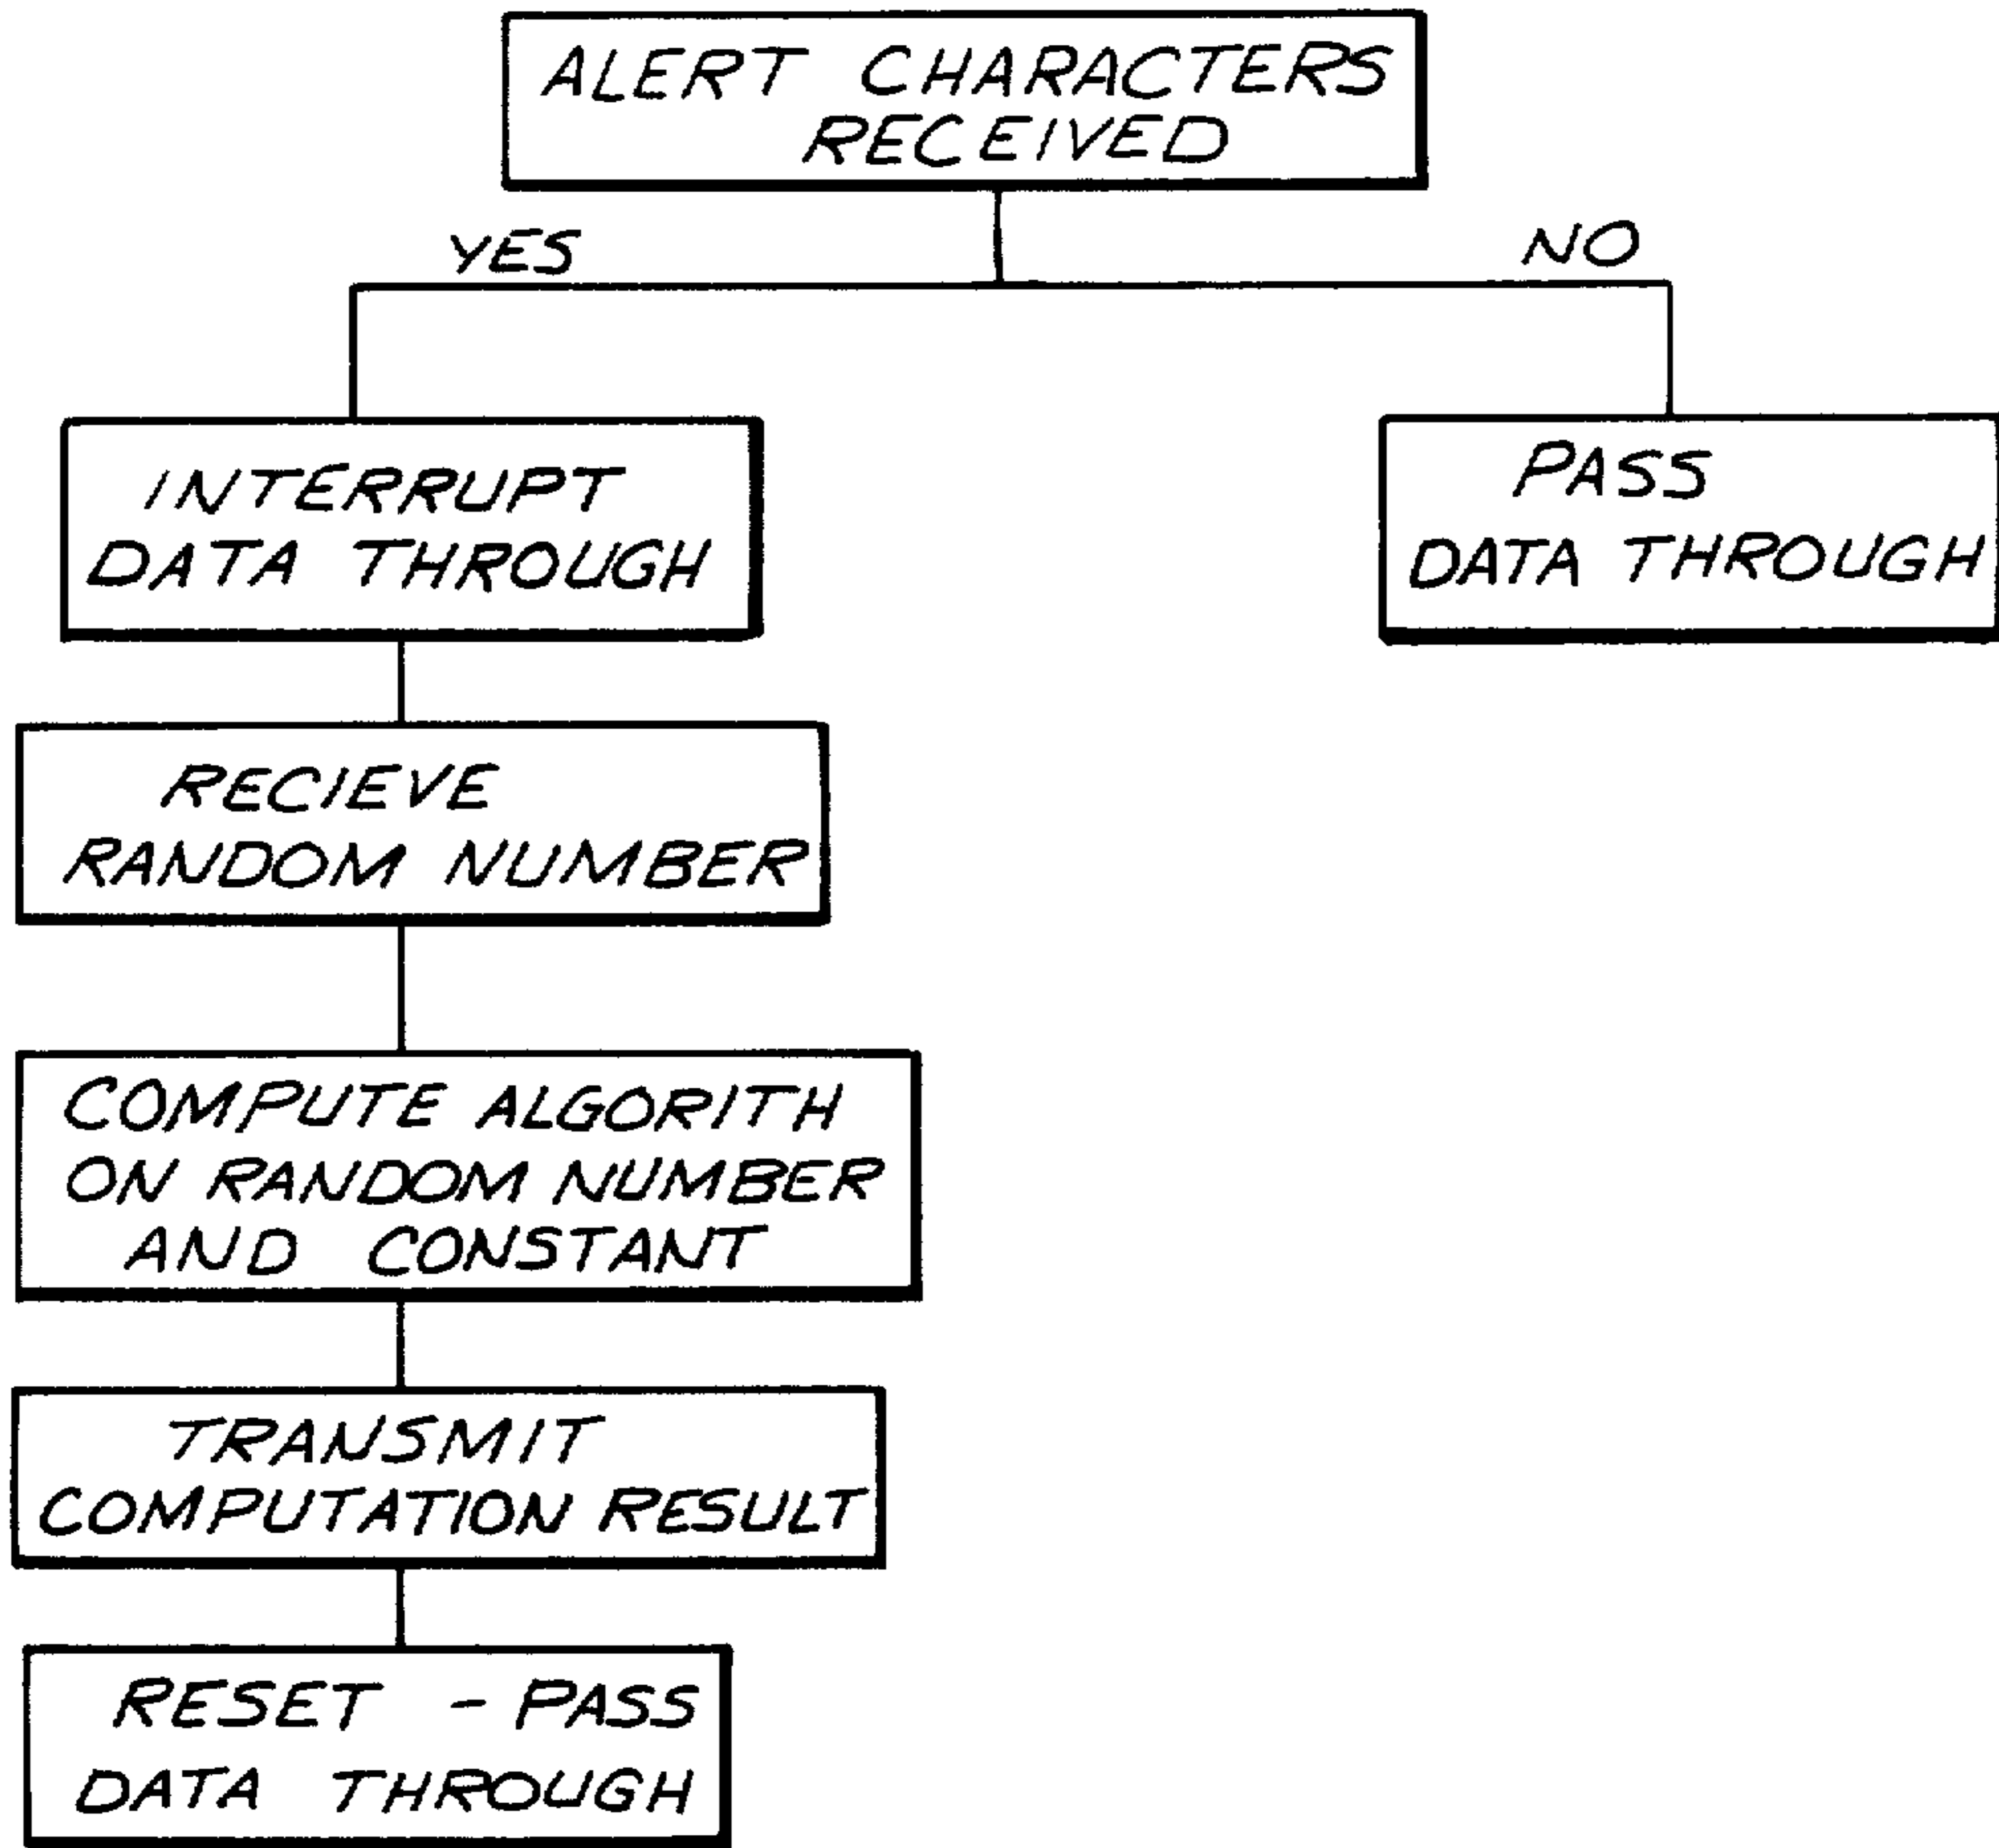 ALERT CHARACTERS
RECEIVED
YES
NO
INTERRUPT
DATA THROUGH
PASS
DATA THROUGH
RECIEVE
RANDOM NUMBER
COMPUTE ALGORITH
ON RANDOM NUMBER
AND CONSTANT
TRANSMIT
COMPUTATION RESULT
RESET - PASS
DATA THROUGH